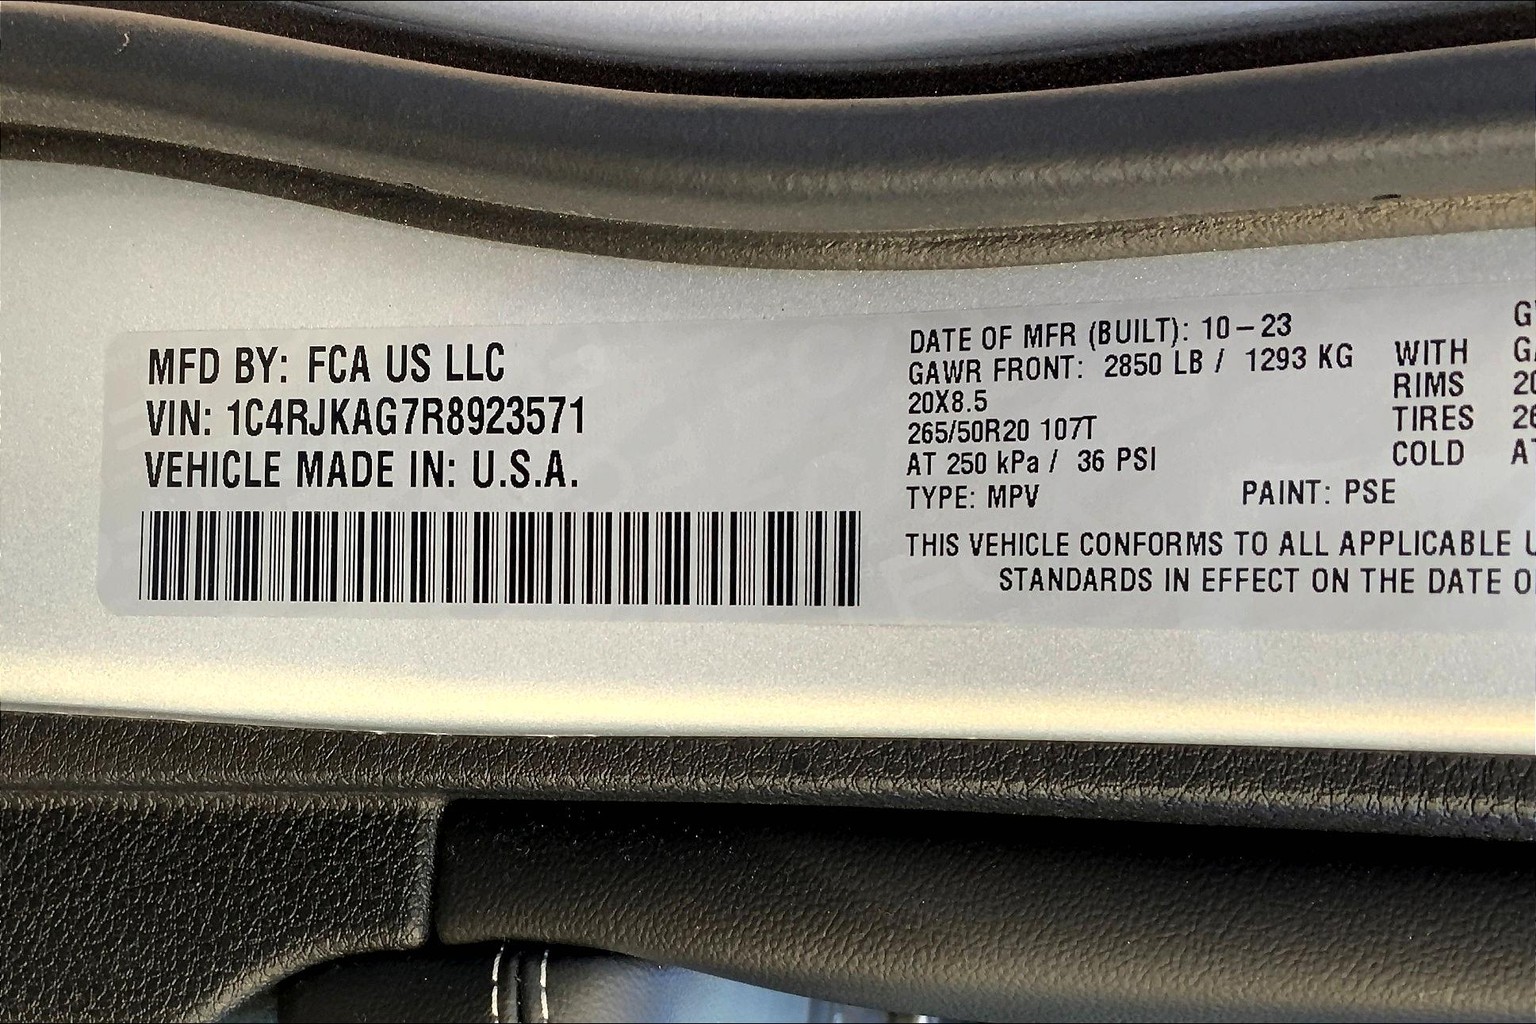 MFD BY: FCA US LLC
VIN: 1C4RJKAG7R8923571
VEHICLE MADE IN: U.S.A.
DATE OF MFR (BUILT): 10-23
GAWR FRONT: 2850 LB / 1293 KG WITH
20X8.5 RIMS
265/50R20 107T TIRES
AT 250 kPa / 36 PSI COLD
TYPE: MPV PAINT: PSE
THIS VEHICLE CONFORMS TO ALL APPLICABLE
STANDARDS IN EFFECT ON THE DATE